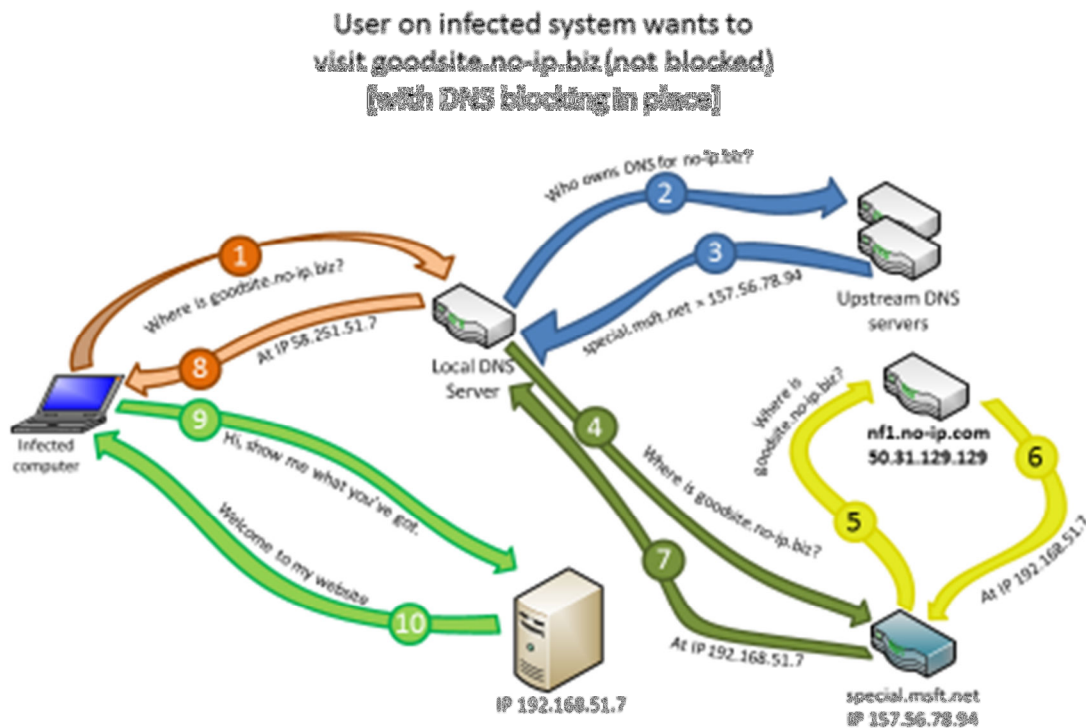 User on infected system wants to
visit goodsite.no-ip.biz (not blocked)
[with DNS blocking in place]
Who owns DNS for no-ip.biz?
2
1
3
Where is goodsite.no-ip.biz?
special.msft.net = 157.56.78.94
Upstream DNS
servers
At IP 58.251.51.7
8
Local DNS
Server
9
4
Where is
goodsite.no-ip.biz?
nf1.no-ip.com
50.31.129.129
6
Infected
computer
Hi, show me what you've got.
Where is goodsite.no-ip.biz?
5
Welcome to my website
7
At IP 192.168.51.7
10
At IP 192.168.51.7
IP 192.168.51.7
special.msft.net
IP 157.56.78.94